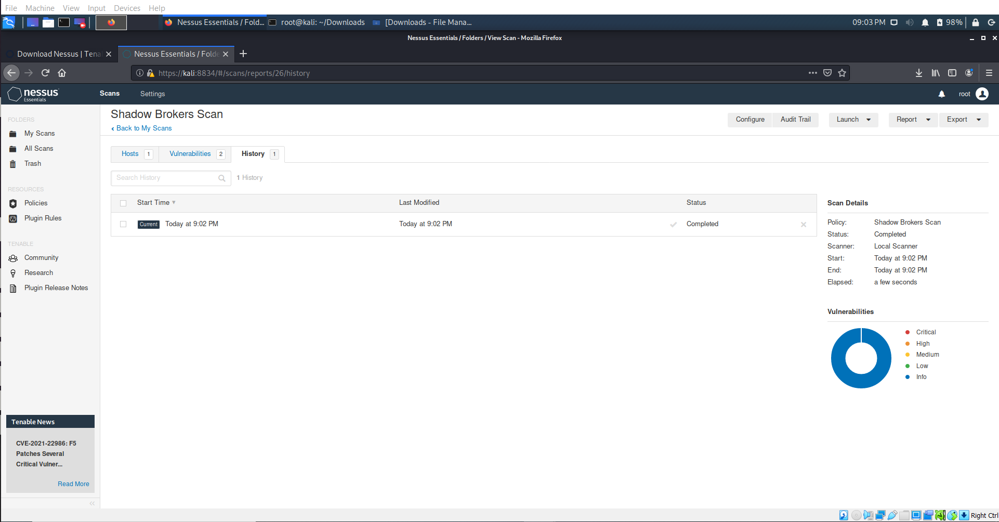 File Machine View Input Devices Help
Nessus Essentials / Fold... root@kali: ~/Downloads [Downloads - File Mana... 09:03 PM 98%
Nessus Essentials / Folders / View Scan - Mozilla Firefox
Download Nessus | Tena Nessus Essentials / Folde
https://kali:8834/#/scans/reports/26/history
nessus Essentials Scans Settings root
FOLDERS
My Scans
All Scans
Trash
RESOURCES
Policies
Plugin Rules
TENABLE
Community
Research
Plugin Release Notes
Tenable News
CVE-2021-22986: F5
Patches Several
Critical Vulner...
Read More
Shadow Brokers Scan
Back to My Scans
Configure Audit Trail Launch Report Export
Hosts 1 Vulnerabilities 2 History 1
Search History 1 History
Start Time Last Modified Status
Current Today at 9:02 PM Today at 9:02 PM Completed
Scan Details
Policy: Shadow Brokers Scan
Status: Completed
Scanner: Local Scanner
Start: Today at 9:02 PM
End: Today at 9:02 PM
Elapsed: a few seconds
Vulnerabilities
Critical
High
Medium
Low
Info
Right Ctrl